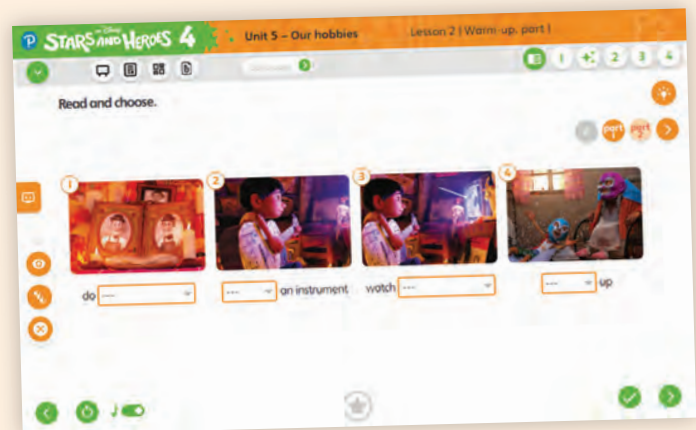 STARS AND HEROES 4
Unit 5 – Our hobbies
Lesson 2 | Warm-up, part 1
1 2 3 4
Read and choose.
part 1 part 2
1 2 3 4
do ---
--- an instrument
watch ---
--- up